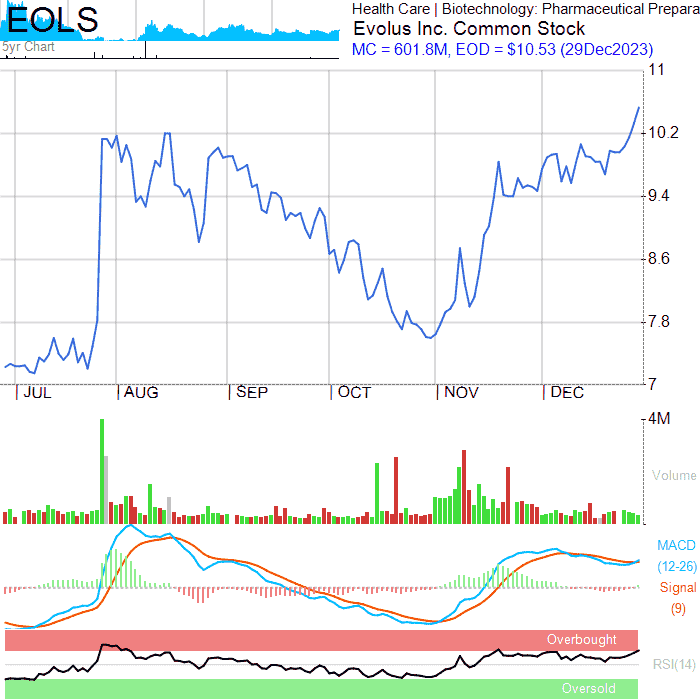 EOLS
5yr Chart
Health Care | Biotechnology: Pharmaceutical Prepara
Evolus Inc. Common Stock
MC = 601.8M, EOD = $10.53 (29Dec2023)
11
10.2
9.4
8.6
7.8
7
JUL AUG SEP OCT NOV DEC
4M
Volume
MACD
(12-26)
Signal
(9)
Overbought
RSI(14)
Oversold